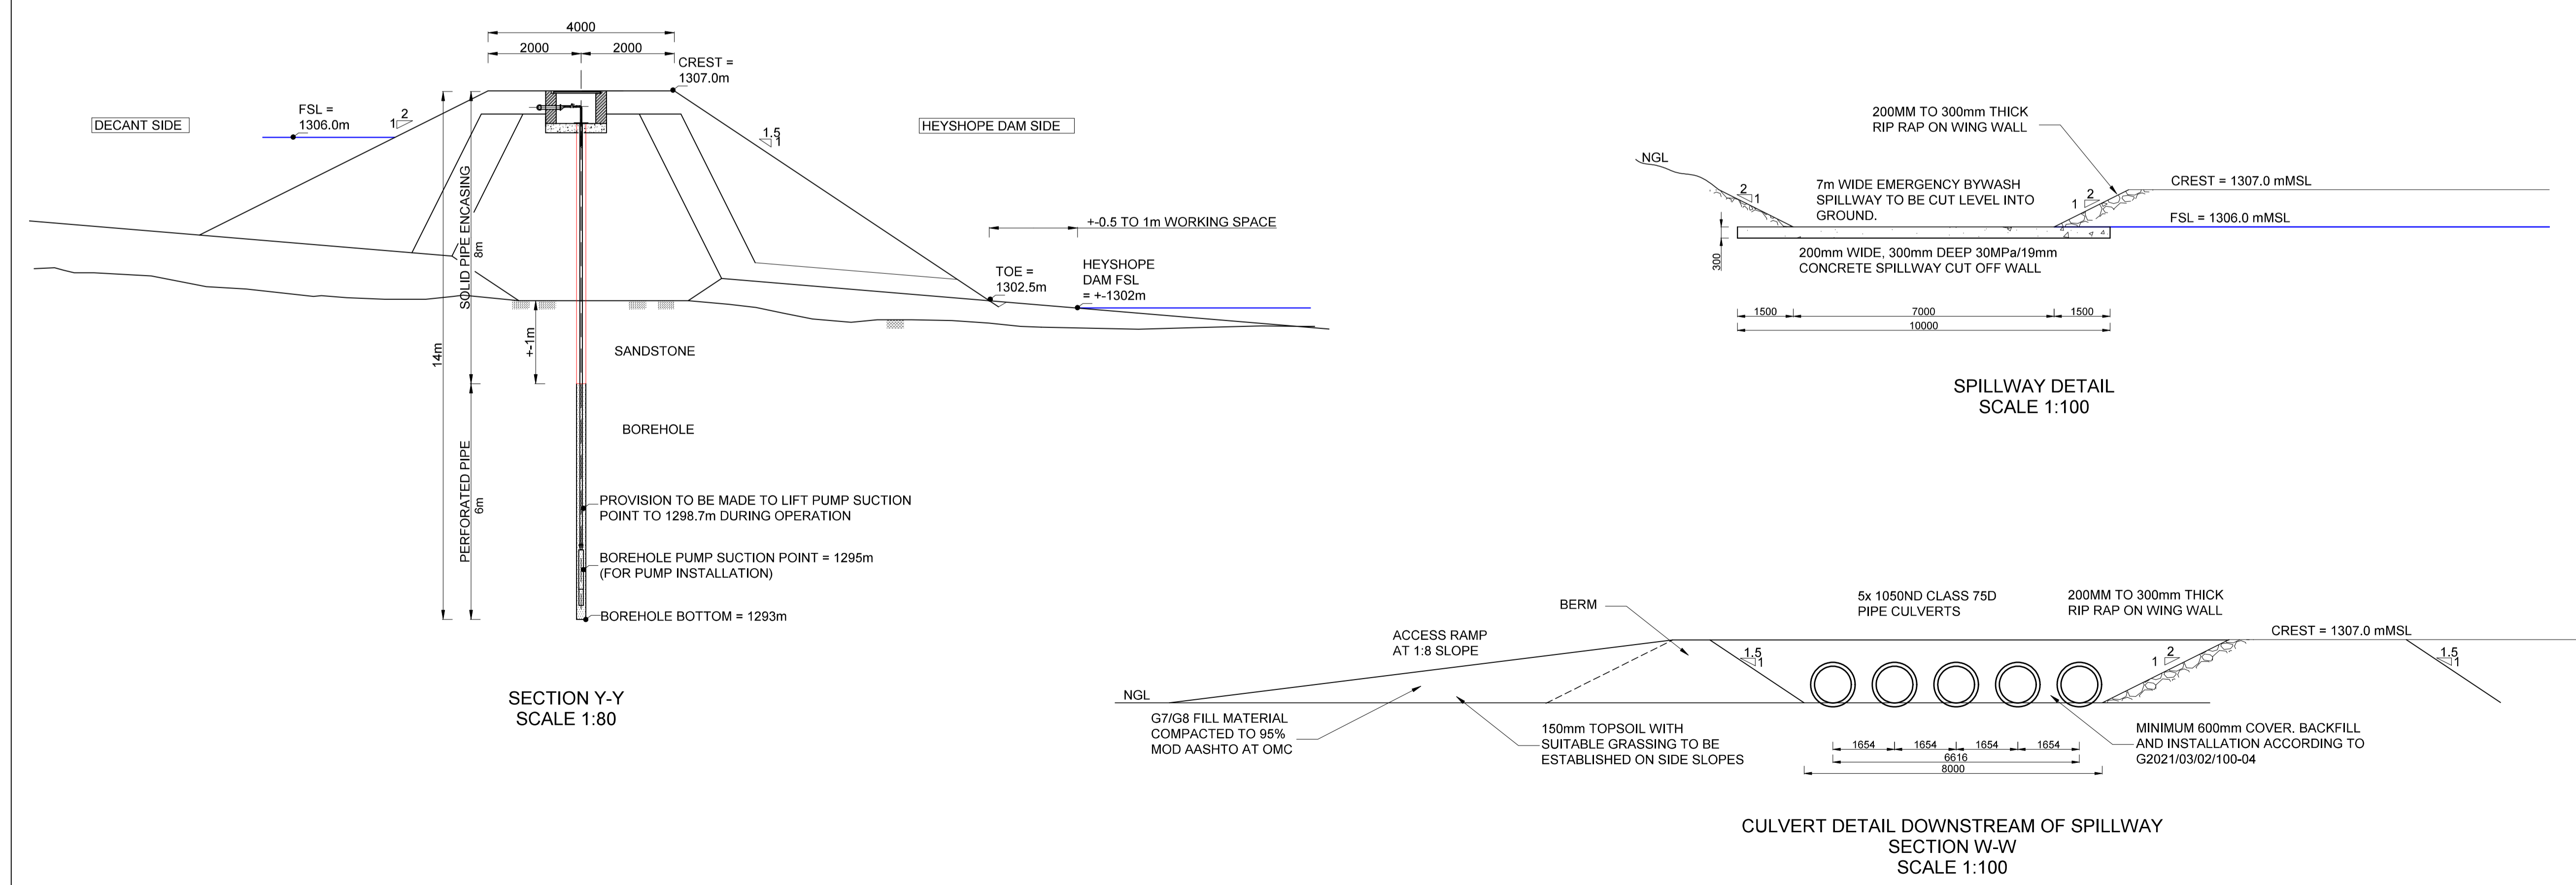 4000
2000
2000
CREST =
1307.0m
FSL =
1306.0m
1
2
DECANT SIDE
1.5
1
HEYSHOPE DAM SIDE
SOLID PIPE ENCASING
8m
+-0.5 TO 1m WORKING SPACE
TOE =
1302.5m
HEYSHOPE
DAM FSL
= +-1302m
14m
+-1m
SANDSTONE
BOREHOLE
PERFORATED PIPE
6m
PROVISION TO BE MADE TO LIFT PUMP SUCTION
POINT TO 1298.7m DURING OPERATION
BOREHOLE PUMP SUCTION POINT = 1295m
(FOR PUMP INSTALLATION)
BOREHOLE BOTTOM = 1293m
SECTION Y-Y
SCALE 1:80
200MM TO 300mm THICK
RIP RAP ON WING WALL
NGL
2
1
7m WIDE EMERGENCY BYWASH
SPILLWAY TO BE CUT LEVEL INTO
GROUND.
2
1
CREST = 1307.0 mMSL
FSL = 1306.0 mMSL
300
200mm WIDE, 300mm DEEP 30MPa/19mm
CONCRETE SPILLWAY CUT OFF WALL
1500
7000
1500
10000
SPILLWAY DETAIL
SCALE 1:100
BERM
5x 1050ND CLASS 75D
PIPE CULVERTS
200MM TO 300mm THICK
RIP RAP ON WING WALL
ACCESS RAMP
AT 1:8 SLOPE
CREST = 1307.0 mMSL
1.5
1
2
1
1.5
1
NGL
G7/G8 FILL MATERIAL
COMPACTED TO 95%
MOD AASHTO AT OMC
150mm TOPSOIL WITH
SUITABLE GRASSING TO BE
ESTABLISHED ON SIDE SLOPES
1654
1654
1654
1654
6616
8000
MINIMUM 600mm COVER. BACKFILL
AND INSTALLATION ACCORDING TO
G2021/03/02/100-04
CULVERT DETAIL DOWNSTREAM OF SPILLWAY
SECTION W-W
SCALE 1:100